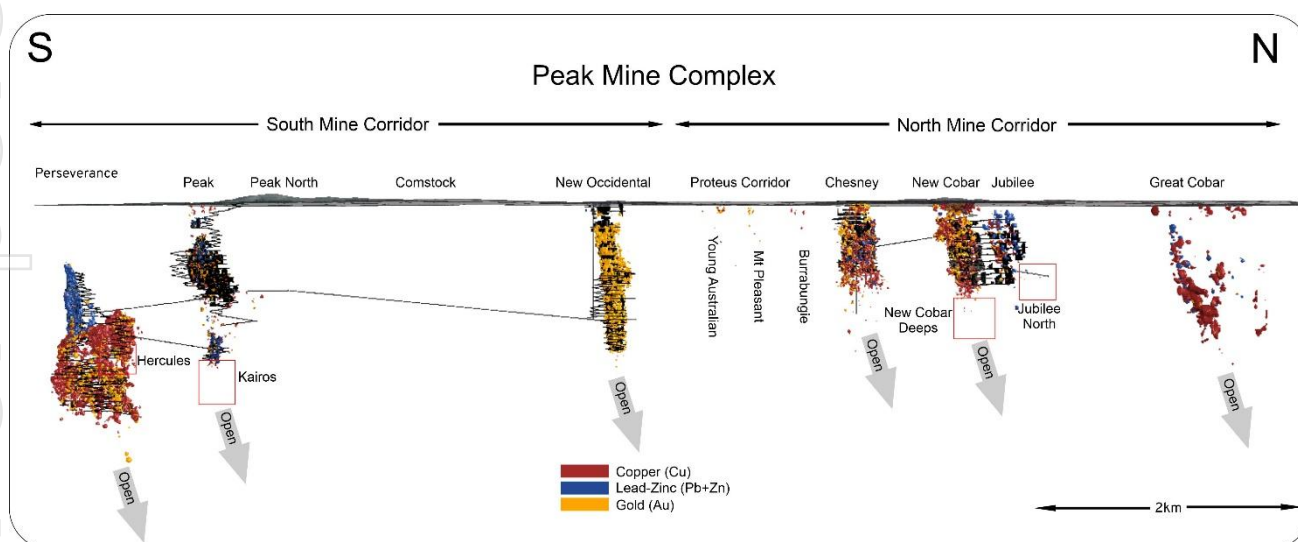 S
N
Peak Mine Complex
South Mine Corridor
North Mine Corridor
Perseverance
Peak
Peak North
Comstock
New Occidental
Proteus Corridor
Chesney
New Cobar
Jubilee
Great Cobar
Young Australian
Mt Pleasant
Burrabungie
New Cobar
Deeps
Jubilee
North
Hercules
Kairos
Open
Open
Open
Open
Open
Open
Copper (Cu)
Lead-Zinc (Pb+Zn)
Gold (Au)
2km